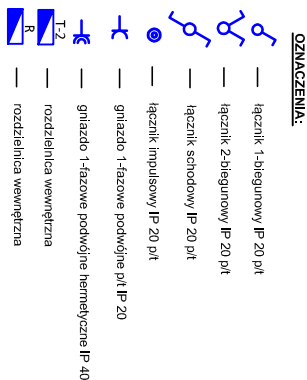 OZNACZENIA:
łącznik 1-biegunowy IP 20 p/t
łącznik 2-biegunowy IP 20 p/t
łącznik schodowy IP 20 p/t
łącznik impulsowy IP 20 p/t
gniazdo 1-fazowe podwójne p/t IP 20
gniazdo 1-fazowe podwójne hermetyczne IP 40
T-2 rozdzielnica wewnętrzna
R rozdzielnica wewnętrzna